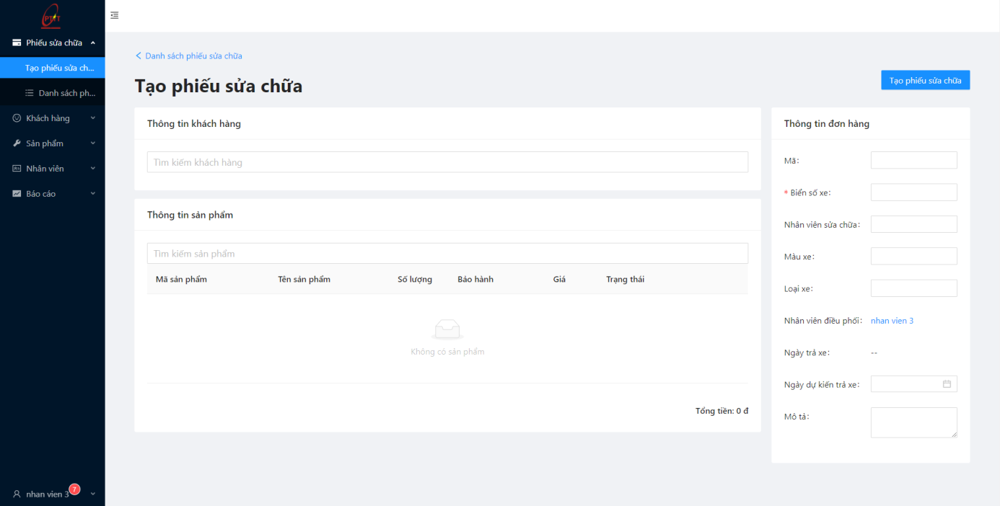 PTIT
Phiếu sửa chữa
Tạo phiếu sửa ch...
Danh sách ph...
Khách hàng
Sản phẩm
Nhân viên
Báo cáo
nhan vien 3
7
Danh sách phiếu sửa chữa
Tạo phiếu sửa chữa
Tạo phiếu sửa chữa
Thông tin khách hàng
Tìm kiếm khách hàng
Thông tin sản phẩm
Tìm kiếm sản phẩm
Mã sản phẩm Tên sản phẩm Số lượng Bảo hành Giá Trạng thái
Không có sản phẩm
Tổng tiền: 0 đ
Thông tin đơn hàng
Mã:
* Biển số xe:
Nhân viên sửa chữa:
Màu xe:
Loại xe:
Nhân viên điều phối: nhan vien 3
Ngày trả xe: --
Ngày dự kiến trả xe:
Mô tả: